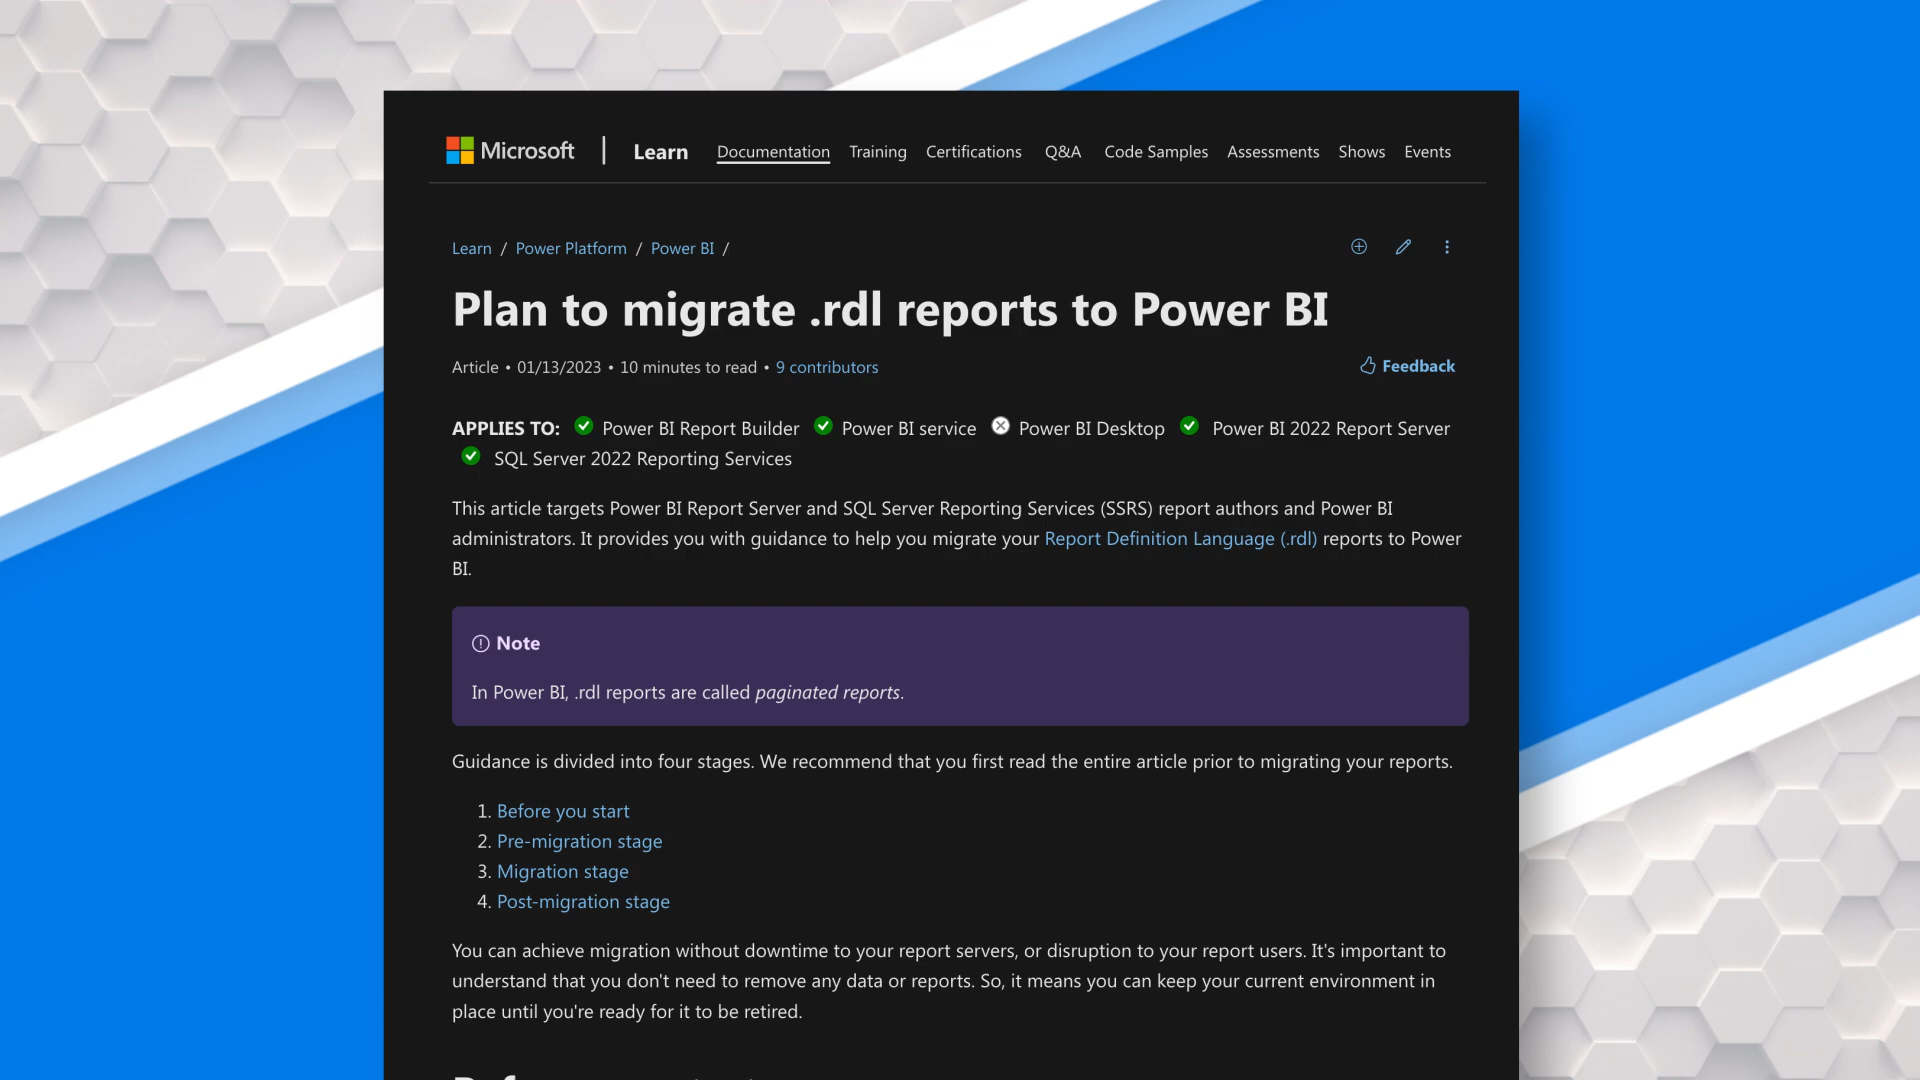 Microsoft | Learn Documentation Training Certifications Q&A Code Samples Assessments Shows Events
Learn / Power Platform / Power BI /
Plan to migrate .rdl reports to Power BI
Article • 01/13/2023 • 10 minutes to read • 9 contributors
Feedback
APPLIES TO: Power BI Report Builder Power BI service Power BI Desktop Power BI 2022 Report Server
SQL Server 2022 Reporting Services
This article targets Power BI Report Server and SQL Server Reporting Services (SSRS) report authors and Power BI
administrators. It provides you with guidance to help you migrate your Report Definition Language (.rdl) reports to Power
BI.
Note
In Power BI, .rdl reports are called paginated reports.
Guidance is divided into four stages. We recommend that you first read the entire article prior to migrating your reports.
1. Before you start
2. Pre-migration stage
3. Migration stage
4. Post-migration stage
You can achieve migration without downtime to your report servers, or disruption to your report users. It's important to
understand that you don't need to remove any data or reports. So, it means you can keep your current environment in
place until you're ready for it to be retired.